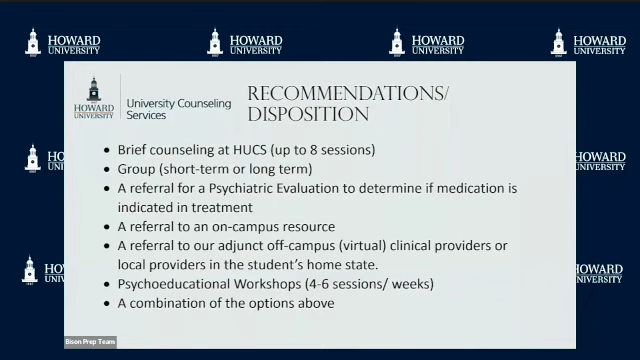 HOWARD
UNIVERSITY
HOWARD
UNIVERSITY
HOWARD
UNIVERSITY
HOWARD
UNIVERSITY
HOWARD
UNIVERSITY
University Counseling
Services
RECOMMENDATIONS/
DISPOSITION
• Brief counseling at HUCS (up to 8 sessions)
• Group (short-term or long term)
• A referral for a Psychiatric Evaluation to determine if medication is
indicated in treatment
• A referral to an on-campus resource
• A referral to our adjunct off-campus (virtual) clinical providers or
local providers in the student's home state.
• Psychoeducational Workshops (4-6 sessions/ weeks)
• A combination of the options above
HOWARD
UNIVERSITY
HOWARD
UNIVERSITY
Bison Prep Team